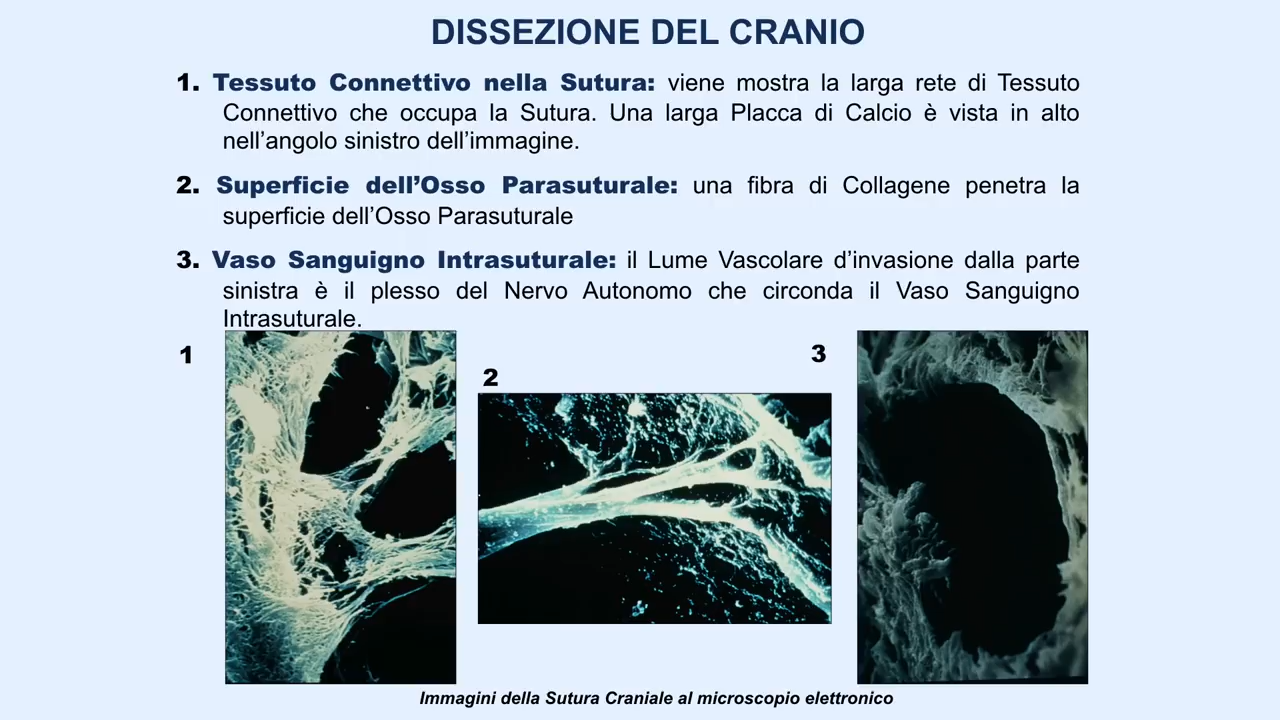 DISSEZIONE DEL CRANIO
1. Tessuto Connettivo nella Sutura: viene mostra la larga rete di Tessuto
Connettivo che occupa la Sutura. Una larga Placca di Calcio è vista in alto
nell’angolo sinistro dell’immagine.
2. Superficie dell’Osso Parasuturale: una fibra di Collagene penetra la
superficie dell’Osso Parasuturale
3. Vaso Sanguigno Intrasuturale: il Lume Vascolare d’invasione dalla parte
sinistra è il plesso del Nervo Autonomo che circonda il Vaso Sanguigno
Intrasuturale.
1
2
3
Immagini della Sutura Craniale al microscopio elettronico